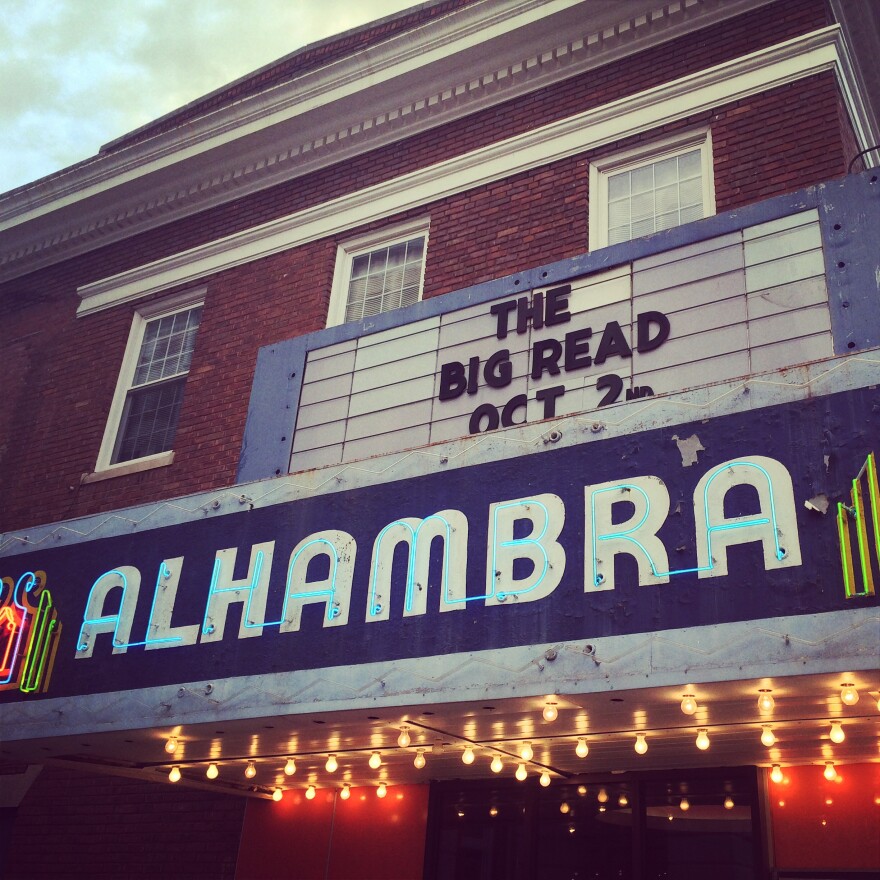 THE
BIG READ
OCT 2ND
ALHAMBRA